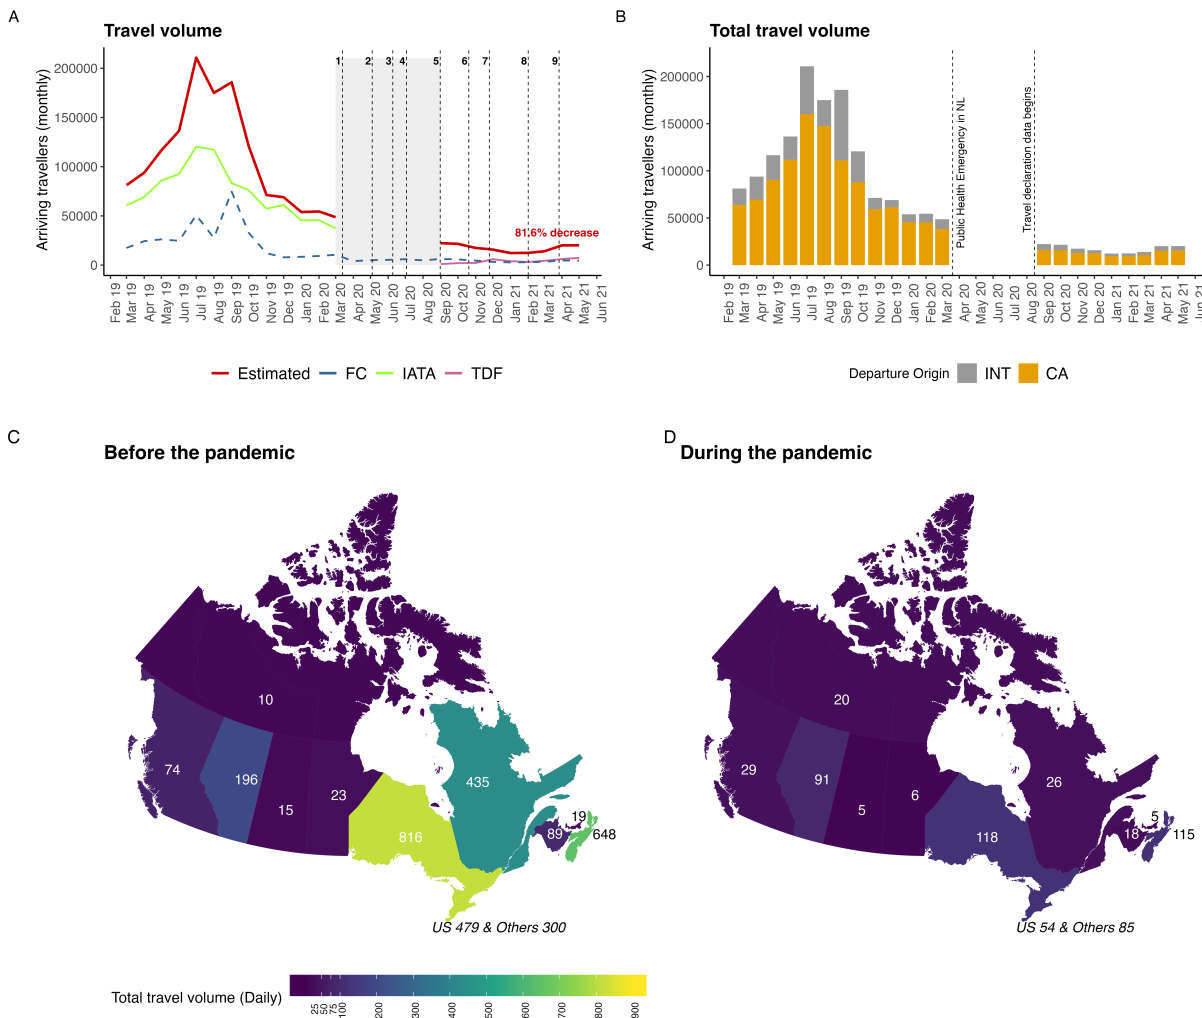 A
Travel volume
Arriving travellers (monthly)
200000
150000
100000
50000
0
1 2 3 4 5 6 7 8 9
81.6% decrease
Feb 19
Mar 19
Apr 19
May 19
Jun 19
Jul 19
Aug 19
Sep 19
Oct 19
Nov 19
Dec 19
Jan 20
Feb 20
Mar 20
Apr 20
May 20
Jun 20
Jul 20
Aug 20
Sep 20
Oct 20
Nov 20
Dec 20
Jan 21
Feb 21
Mar 21
Apr 21
May 21
Jun 21
Estimated FC IATA TDF
B
Total travel volume
Arriving travellers (monthly)
200000
150000
100000
50000
0
Public Health Emergency in NL
Travel declaration data begins
Feb 19
Mar 19
Apr 19
May 19
Jun 19
Jul 19
Aug 19
Sep 19
Oct 19
Nov 19
Dec 19
Jan 20
Feb 20
Mar 20
Apr 20
May 20
Jun 20
Jul 20
Aug 20
Sep 20
Oct 20
Nov 20
Dec 20
Jan 21
Feb 21
Mar 21
Apr 21
May 21
Jun 21
Departure Origin INT CA
C
Before the pandemic
10
74
196
15
23
435
816
19
89
648
US 479 & Others 300
D
During the pandemic
20
29
91
5
6
26
118
5
18
115
US 54 & Others 85
Total travel volume (Daily)
25
50
75
100
200
300
400
500
600
700
800
900